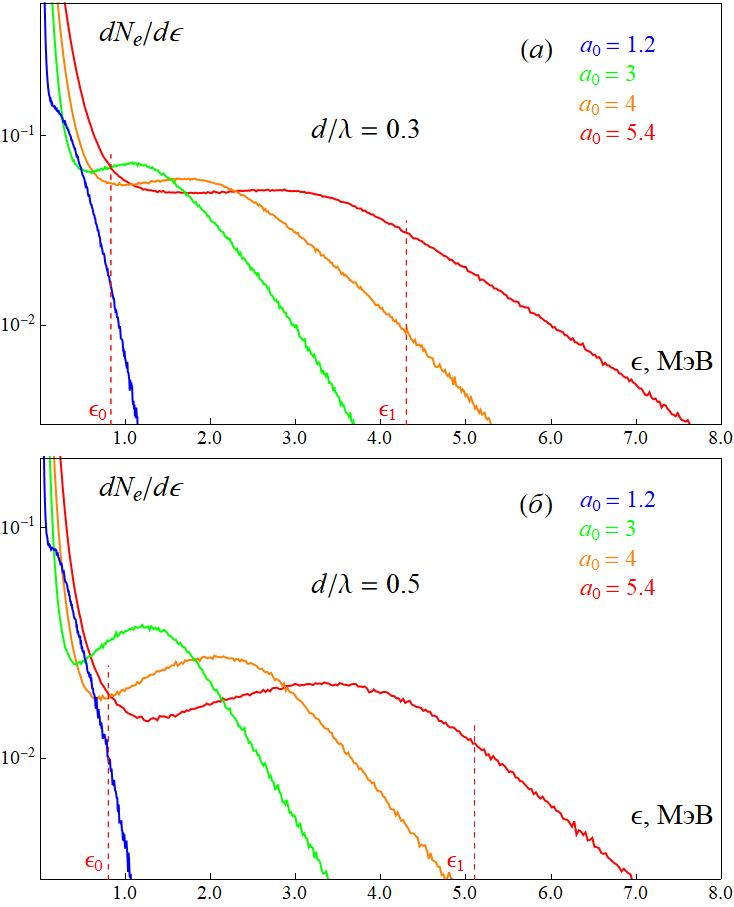 dNₑ/dϵ
(а)
a₀ = 1.2
a₀ = 3
a₀ = 4
a₀ = 5.4
d/λ = 0.3
10⁻¹
10⁻²
ϵ, МэВ
ϵ₀
ϵ₁
1.0 2.0 3.0 4.0 5.0 6.0 7.0 8.0
dNₑ/dϵ
(б)
a₀ = 1.2
a₀ = 3
a₀ = 4
a₀ = 5.4
10⁻¹
d/λ = 0.5
10⁻²
ϵ, МэВ
ϵ₀
ϵ₁
1.0 2.0 3.0 4.0 5.0 6.0 7.0 8.0